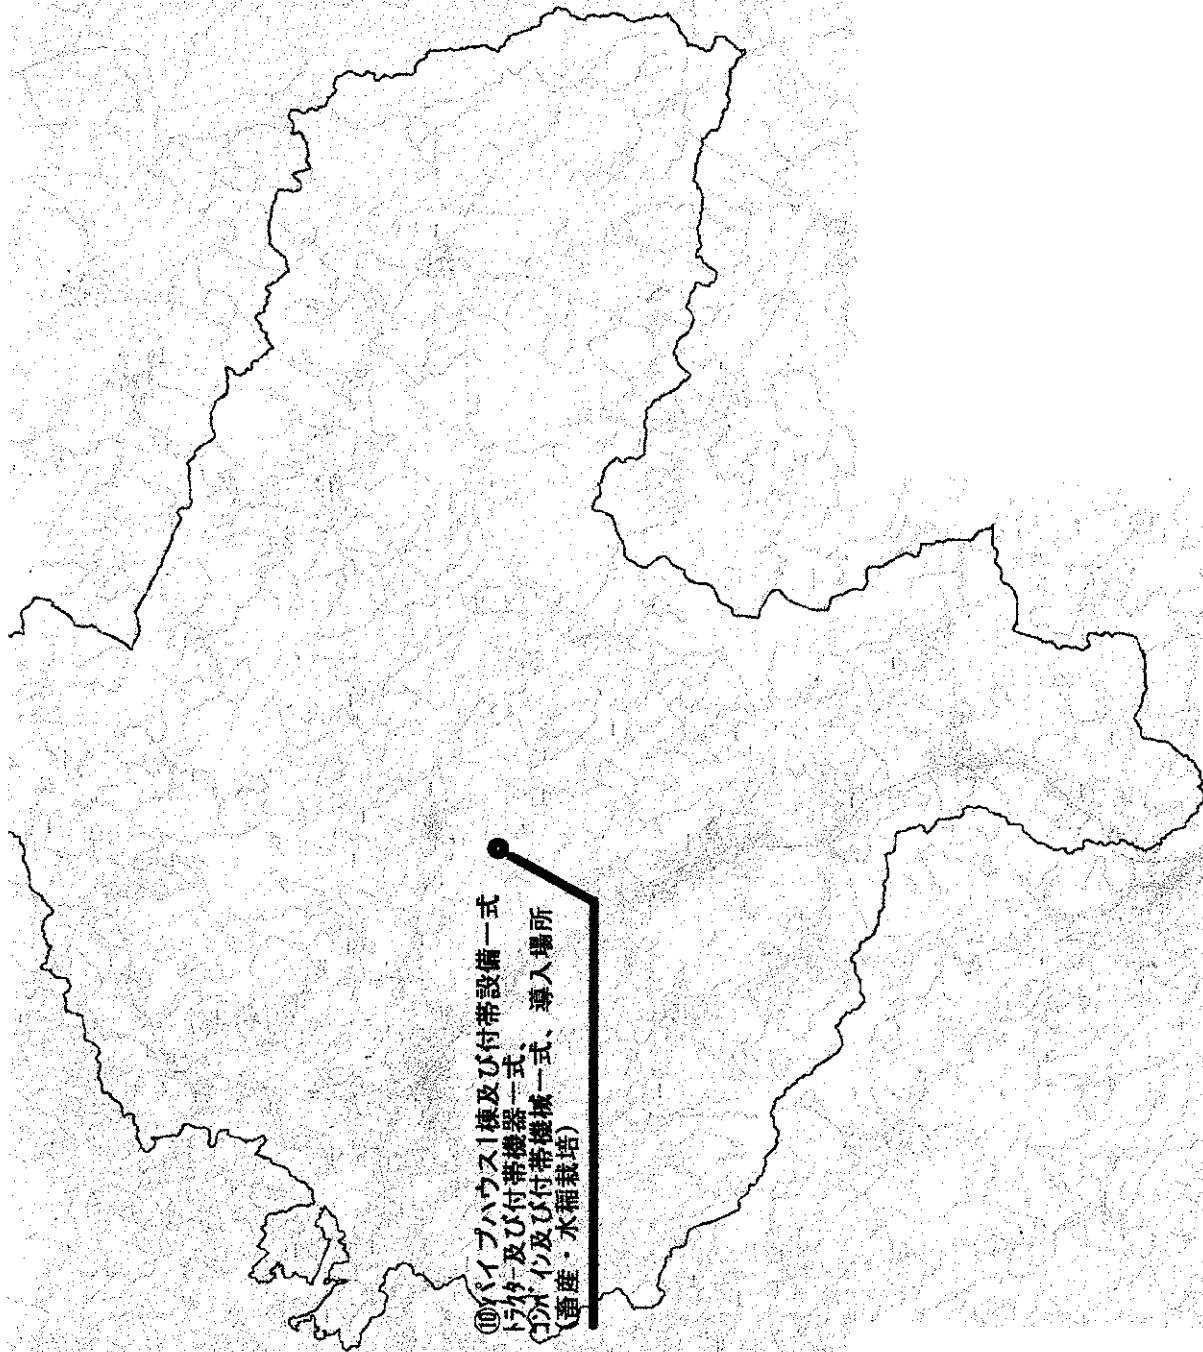 ⑩パイプハウス1棟及び付帯設備一式
トラクター及び付帯機器一式、
コンバイン及び付帯機械一式、導入場所
(畜産・水稲栽培)